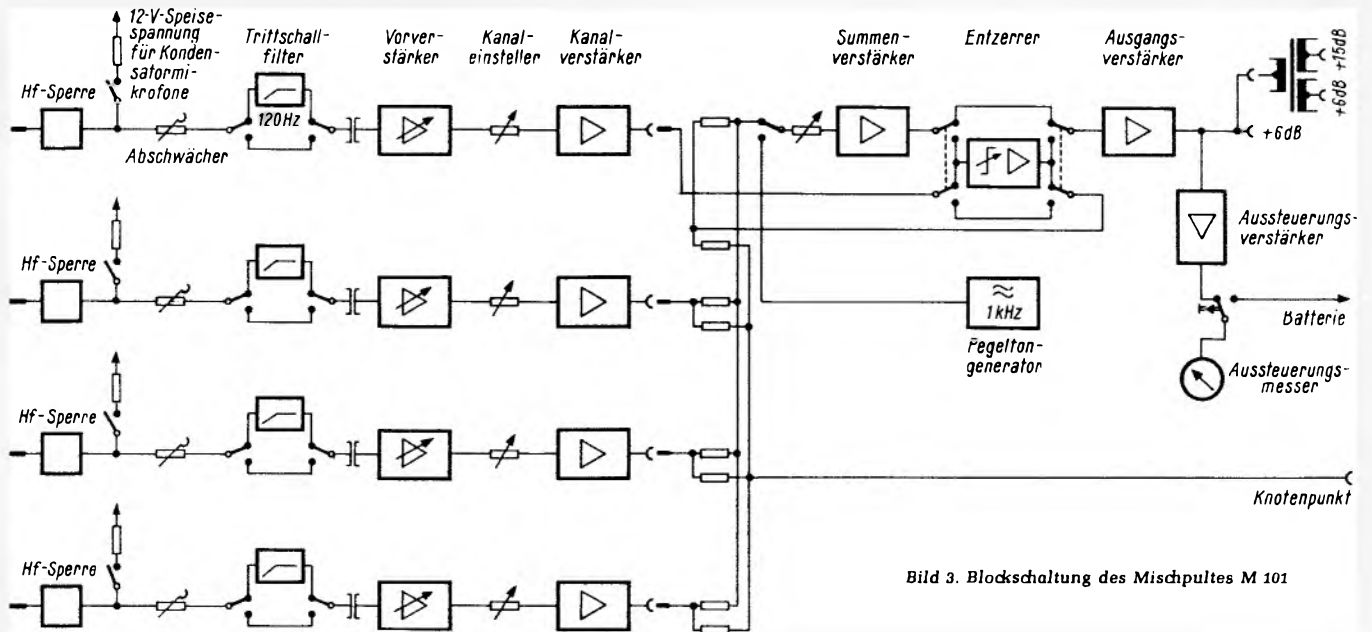 12-V-Speise-
spannung
für Konden-
satormi-
krofone
Trittschall-
filter
Vorver-
stärker
Kanal-
einsteller
Kanal-
verstärker
Summen-
verstärker
Entzerrer
Ausgangs-
verstärker
+15dB
+6dB
Hf-Sperre
120Hz
Abschwächer
+6dB
Aussteuerungs-
verstärker
Hf-Sperre
1kHz
Pegelton-
generator
Batterie
Aussteuerungs-
messer
Hf-Sperre
Knotenpunkt
Hf-Sperre
Bild 3. Blockschaltung des Mischpultes M 101